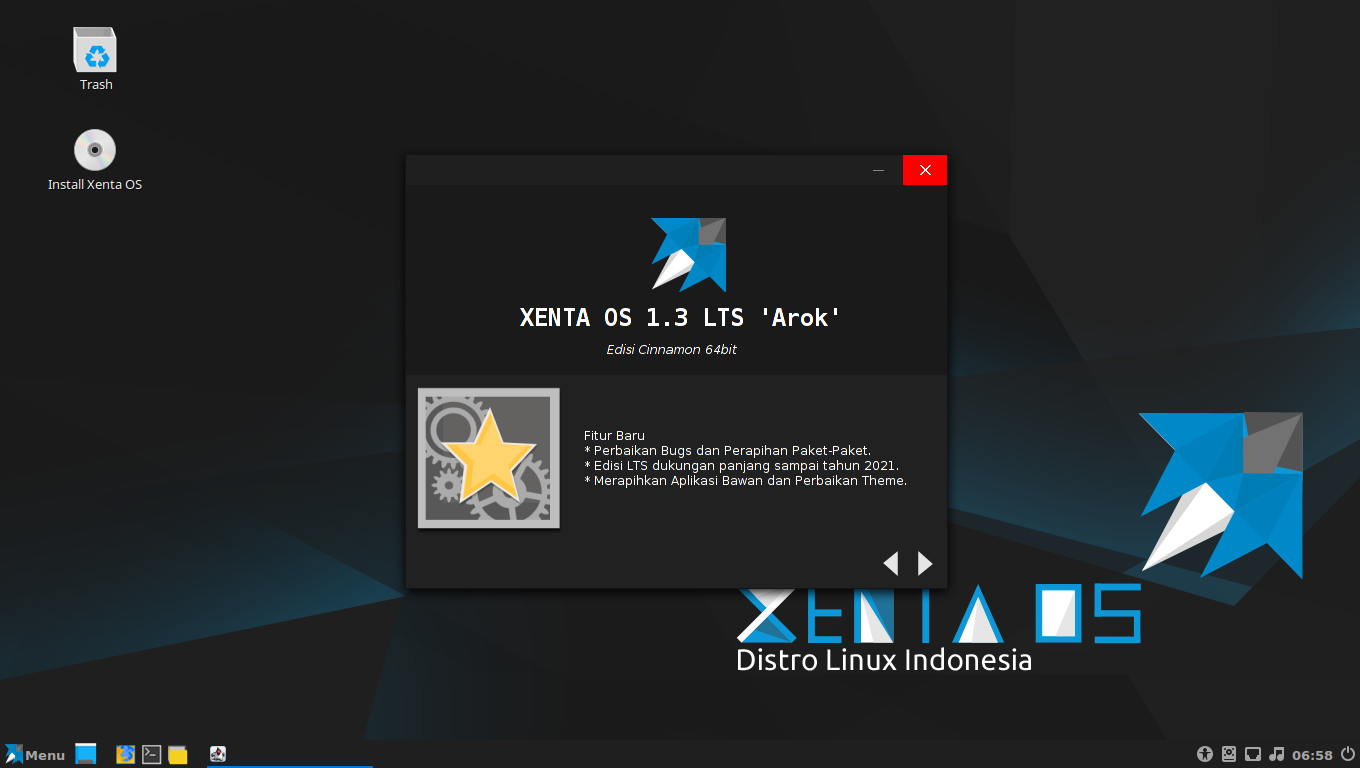 Trash
Install Xenta OS
XENTA OS 1.3 LTS 'Arok'
Edisi Cinnamon 64bit
Fitur Baru
* Perbaikan Bugs dan Perapihan Paket-Paket.
* Edisi LTS dukungan panjang sampai tahun 2021.
* Merapihkan Aplikasi Bawan dan Perbaikan Theme.
XENTA OS
Distro Linux Indonesia
Menu
06:58